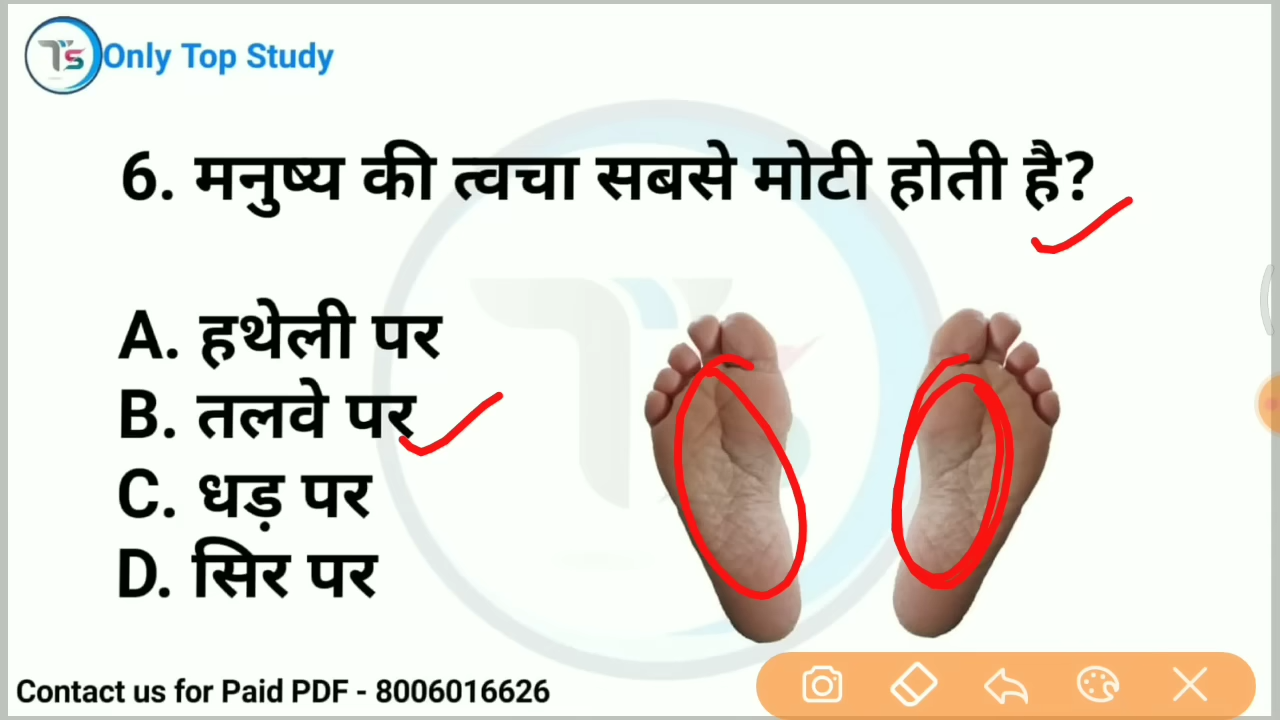 TS Only Top Study
6. मनुष्य की त्वचा सबसे मोटी होती है?
A. हथेली पर
B. तलवे पर
C. धड़ पर
D. सिर पर
Contact us for Paid PDF - 8006016626